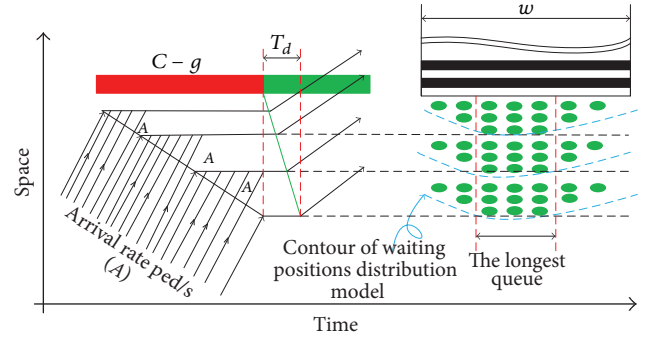 C – g
T_d
w
A
A
A
Space
Arrival rate ped/s
(A)
Contour of waiting
positions distribution
model
The longest
queue
Time